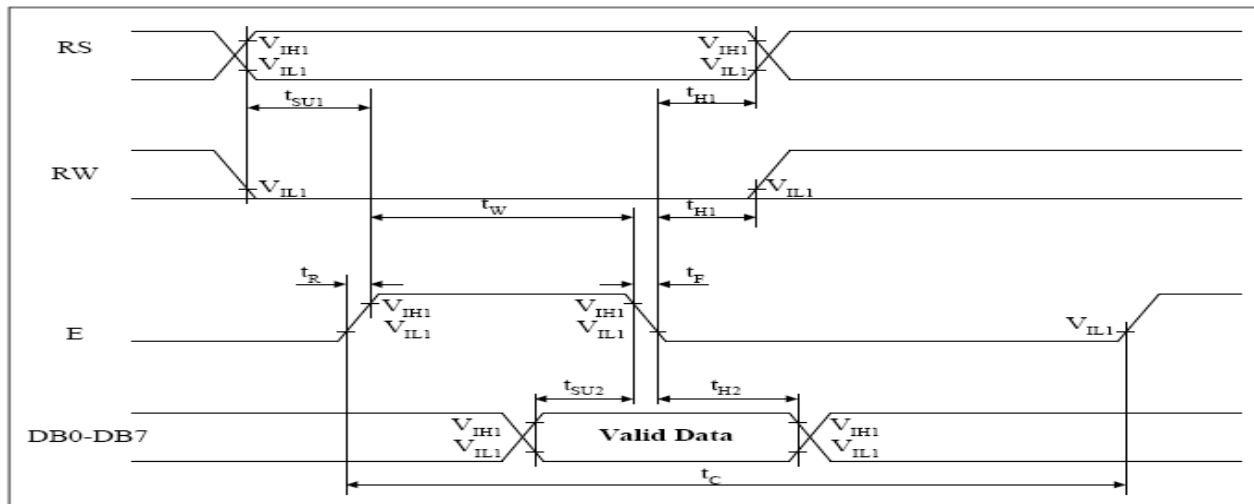 RS
V_IH1
V_IL1
V_IH1
V_IL1
t_SU1
t_H1
RW
V_IL1
V_IL1
t_W
t_H1
t_R
t_F
E
V_IH1
V_IL1
V_IH1
V_IL1
V_IL1
t_SU2
t_H2
DB0-DB7
V_IH1
V_IL1
Valid Data
V_IH1
V_IL1
t_C